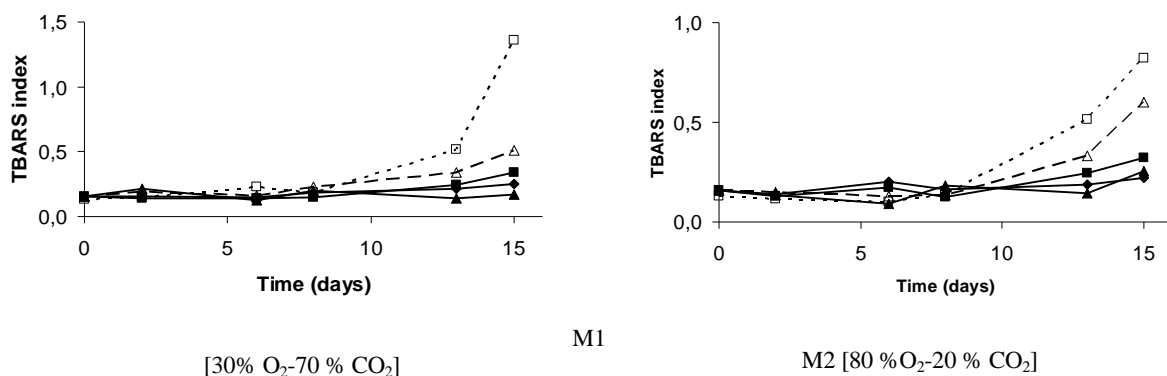 1,5
1,0
0,5
0,0
TBARS index
0
5
10
15
Time (days)
1,0
0,5
0,0
TBARS index
0
5
10
15
Time (days)
M1
[30% O₂-70 % CO₂]
M2 [80 %O₂-20 % CO₂]